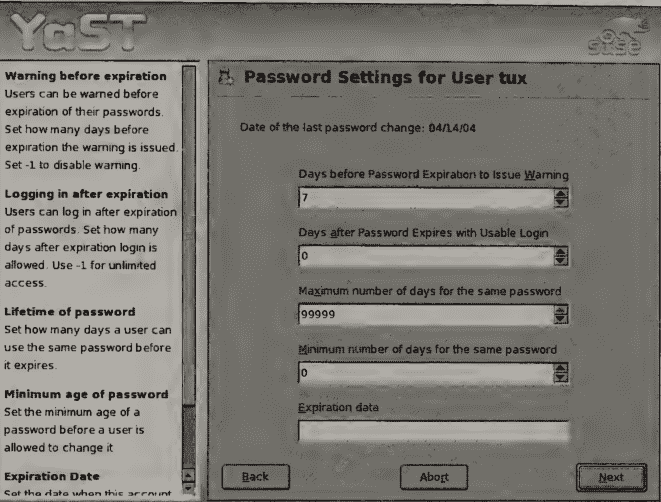 YaST
suse
Warning before expiration
Users can be warned before
expiration of their passwords.
Set how many days before
expiration the warning is issued.
Set -1 to disable warning.
Logging in after expiration
Users can log in after expiration
of passwords. Set how many
days after expiration login is
allowed. Use -1 for unlimited
access.
Lifetime of password
Set how many days a user can
use the same password before
it expires.
Minimum age of password
Set the minimum age of a
password before a user is
allowed to change it
Expiration Date
Set the date when this account
Password Settings for User tux
Date of the last password change: 04/14/04
Days before Password Expiration to Issue Warning
7
Days after Password Expires with Usable Login
0
Maximum number of days for the same password
99999
Minimum number of days for the same password
0
Expiration date
Back
Abort
Next